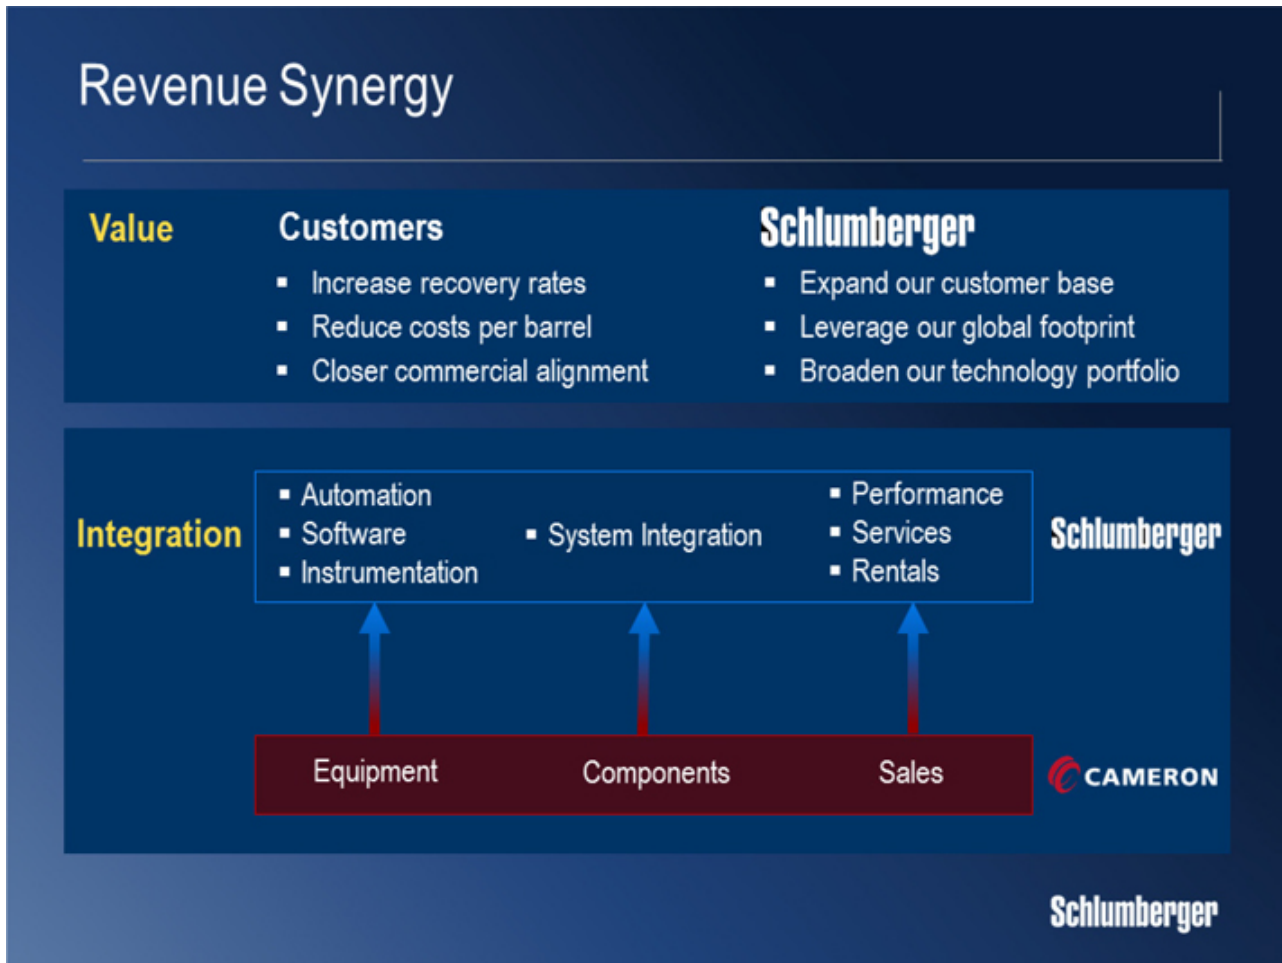 Revenue Synergy
Value
Customers
▪ Increase recovery rates
▪ Reduce costs per barrel
▪ Closer commercial alignment
Schlumberger
▪ Expand our customer base
▪ Leverage our global footprint
▪ Broaden our technology portfolio
Integration
▪ Automation
▪ Software
▪ Instrumentation
▪ System Integration
▪ Performance
▪ Services
▪ Rentals
Schlumberger
Equipment
Components
Sales
CAMERON
Schlumberger